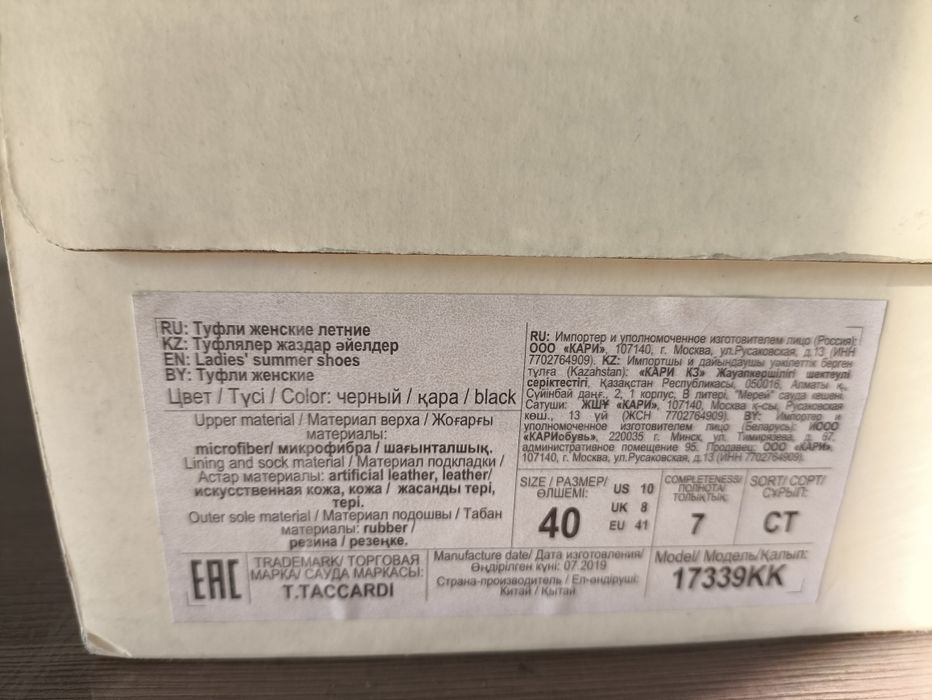 RU: Туфли женские летние
KZ: Туфлялер жаздар әйелдер
EN: Ladies' summer shoes
BY: Туфли женские
Цвет / Түсі / Color: черный / қара / black
Upper material / Материал верха / Жоғарғы
материалы:
microfiber/ микрофибра / шағынталшық.
Lining and sock material / Материал подкладки /
Астар материалы: artificial leather, leather/
искусственная кожа, кожа / жасанды тері,
тері.
Outer sole material / Материал подошвы / Табан
материалы: rubber /
резина / резеңке.
RU: Импортер и уполномоченное изготовителем лицо (Россия):
ООО «КАРИ», 107140, г. Москва, ул.Русаковская, д.13 (ИНН
7702764909). KZ: Импортшы и дайындаушы уәкілеттік берген
тұлға (Kazahstan): «КАРИ КЗ» Жауапкершілігі шектеулі
серіктестігі, Қазақстан Республикасы, 050016, Алматы қ.,
Сүйінбай даңғ., 2, 1 корпус, В литері, "Мерей" сауда кешені.
Сатушы: ЖШҚ «КАРИ», 107140, Москва қ-сы, Русаковская
көш., 13 үй (ЖСН 7702764909). BY: Импортер и
уполномоченное изготовителем лицо (Беларусь): ИООО
«КАРИобувь», 220035 г. Минск, ул. Тимирязева, д. 67,
административное помещение 95. Продавец: ООО «КАРИ»,
107140, г. Москва, ул.Русаковская, д.13 (ИНН 7702764909).
SIZE / РАЗМЕР/
ӨЛШЕМІ:
40
US 10
UK 8
EU 41
COMPLETENESS/
ПОЛНОТА/
ТОЛЫҚТЫҚ:
7
SORT/ СОРТ/
СҰРЫП:
СТ
EAC
TRADEMARK/ ТОРГОВАЯ
МАРКА/ САУДА МАРКАСЫ:
T.TACCARDI
Manufacture date/ Дата изготовления/
Өндірілген күні: 07.2019
Страна-производитель / Ел-өндіруші:
Китай / Қытай
Model/ Модель/Қалып:
17339KK